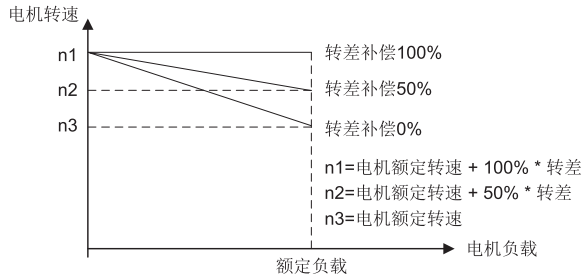 电机转速
n1
转差补偿100%
n2
转差补偿50%
n3
转差补偿0%
n1=电机额定转速 + 100% * 转差
n2=电机额定转速 + 50% * 转差
n3=电机额定转速
电机负载
额定负载